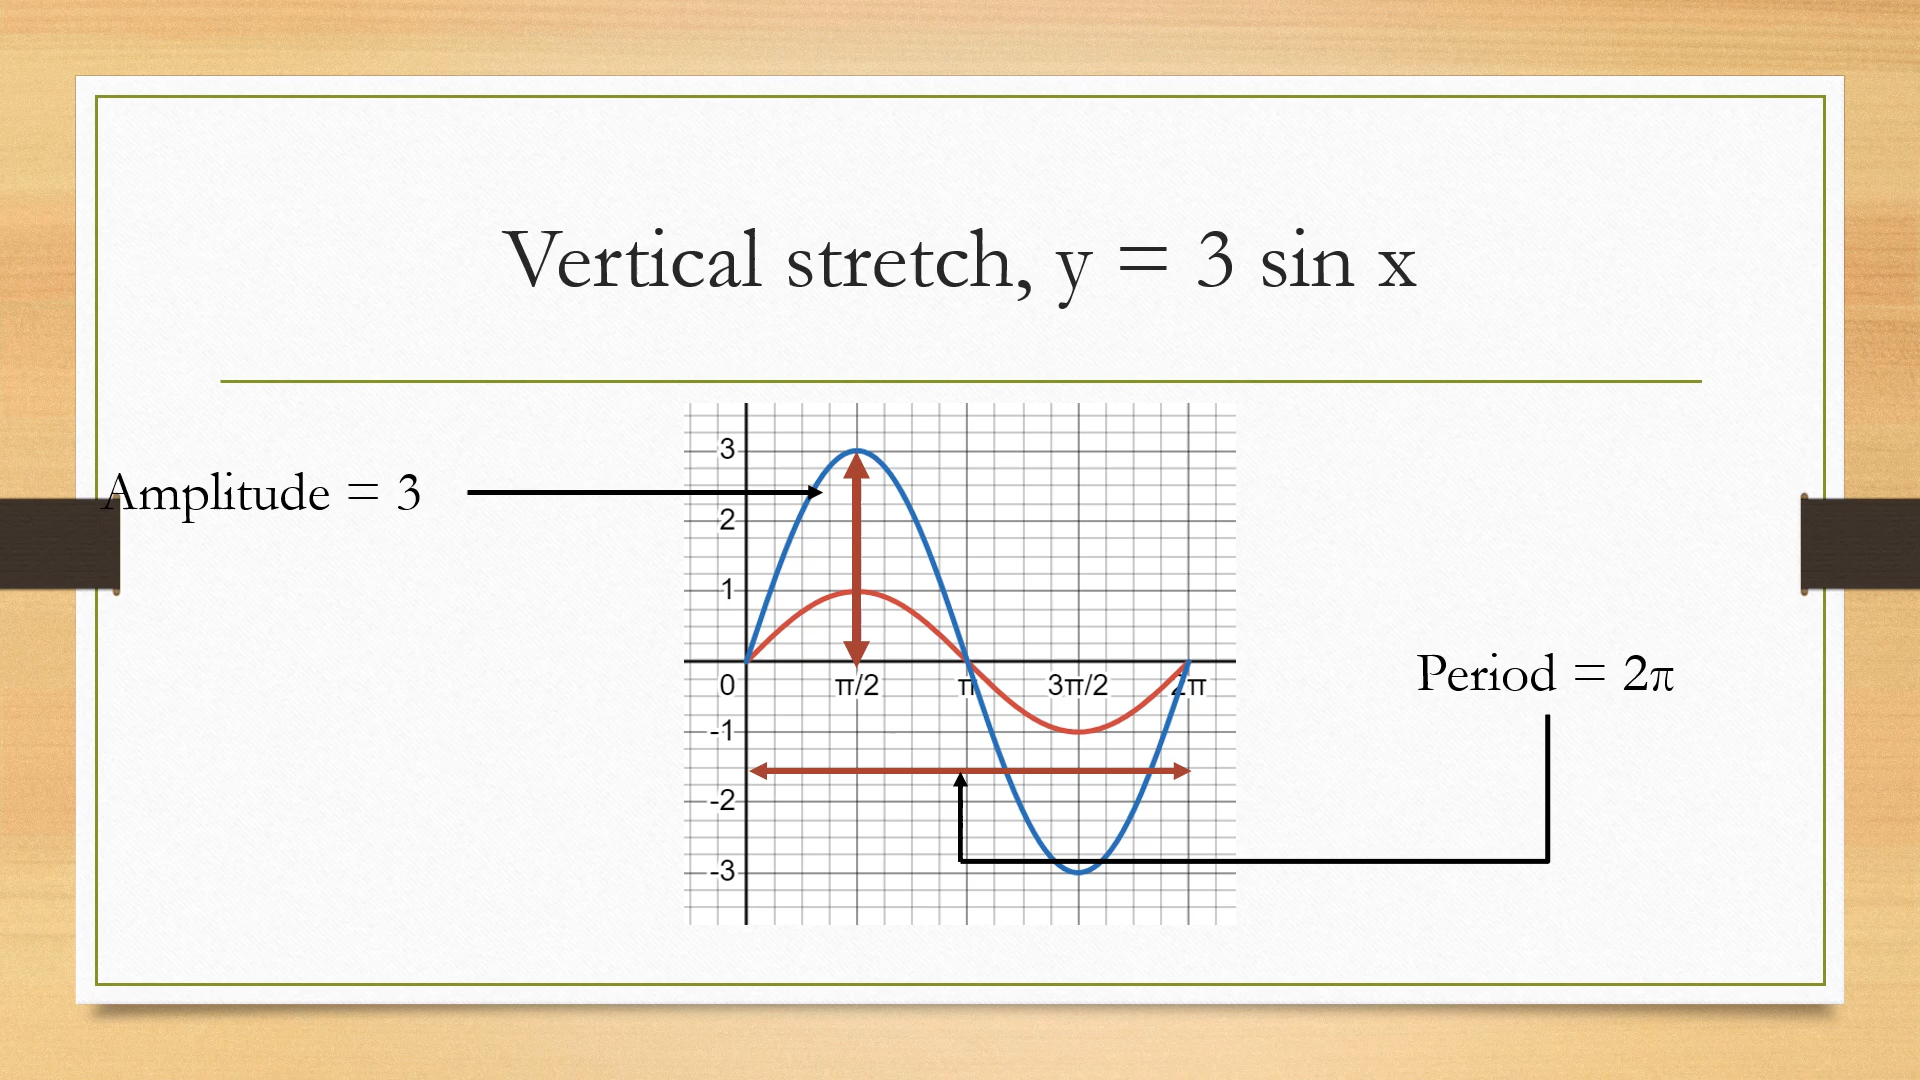 Vertical stretch, y = 3 sin x
Amplitude = 3
3
2
1
0
π/2
π
3π/2
2π
-1
-2
-3
Period = 2π